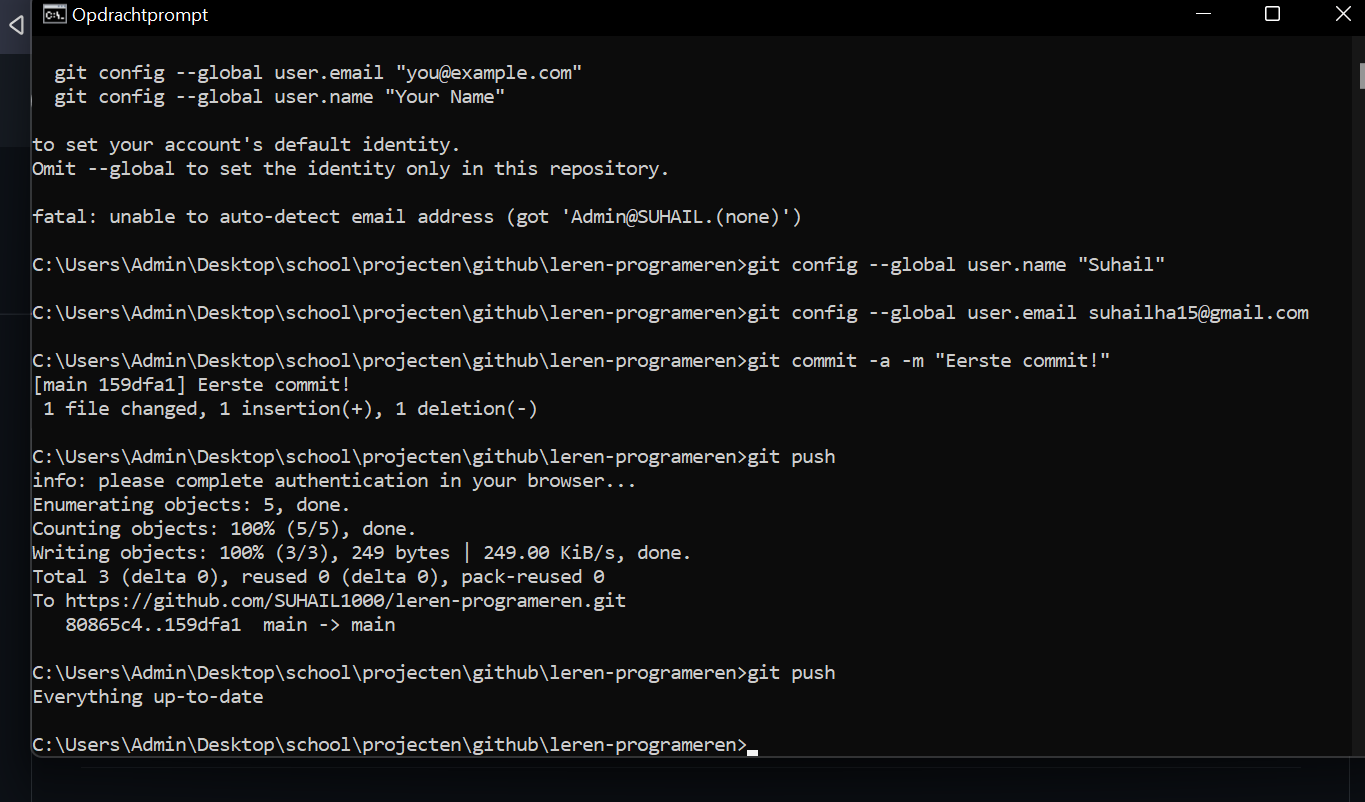 Opdrachtprompt
git config --global user.email "you@example.com"
git config --global user.name "Your Name"
to set your account's default identity.
Omit --global to set the identity only in this repository.
fatal: unable to auto-detect email address (got 'Admin@SUHAIL.(none)')
C:\Users\Admin\Desktop\school\projecten\github\leren-programeren>git config --global user.name "Suhail"
C:\Users\Admin\Desktop\school\projecten\github\leren-programeren>git config --global user.email suhailha15@gmail.com
C:\Users\Admin\Desktop\school\projecten\github\leren-programeren>git commit -a -m "Eerste commit!"
[main 159dfa1] Eerste commit!
1 file changed, 1 insertion(+), 1 deletion(-)
C:\Users\Admin\Desktop\school\projecten\github\leren-programeren>git push
info: please complete authentication in your browser...
Enumerating objects: 5, done.
Counting objects: 100% (5/5), done.
Writing objects: 100% (3/3), 249 bytes | 249.00 KiB/s, done.
Total 3 (delta 0), reused 0 (delta 0), pack-reused 0
To https://github.com/SUHAIL1000/leren-programeren.git
80865c4..159dfa1  main -> main
C:\Users\Admin\Desktop\school\projecten\github\leren-programeren>git push
Everything up-to-date
C:\Users\Admin\Desktop\school\projecten\github\leren-programeren>